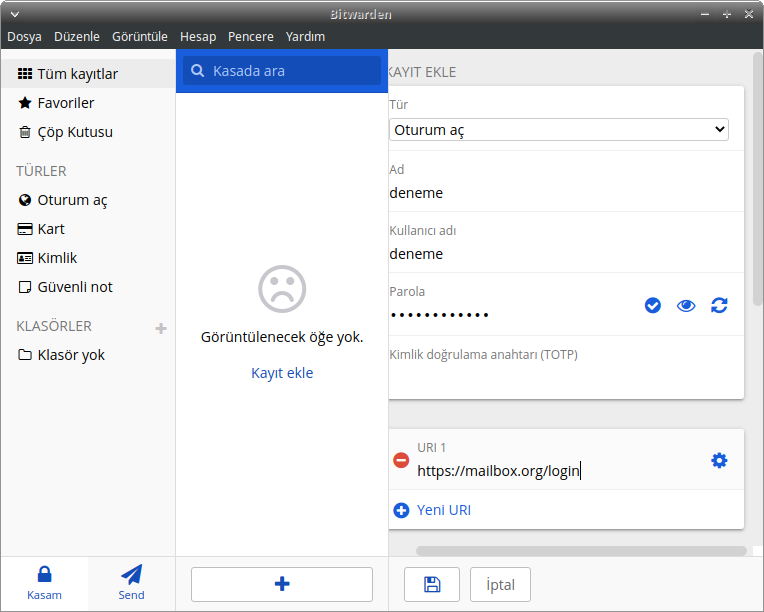 Bitwarden
Dosya Düzenle Görüntüle Hesap Pencere Yardım
Tüm kayıtlar
Favoriler
Çöp Kutusu
TÜRLER
Oturum aç
Kart
Kimlik
Güvenli not
KLASÖRLER
Klasör yok
Kasam
Send
Kasada ara
Görüntülenecek öğe yok.
Kayıt ekle
KAYIT EKLE
Tür
Oturum aç
Ad
deneme
Kullanıcı adı
deneme
Parola
••••••••••••
Kimlik doğrulama anahtarı (TOTP)
URI 1
https://mailbox.org/login
Yeni URI
İptal